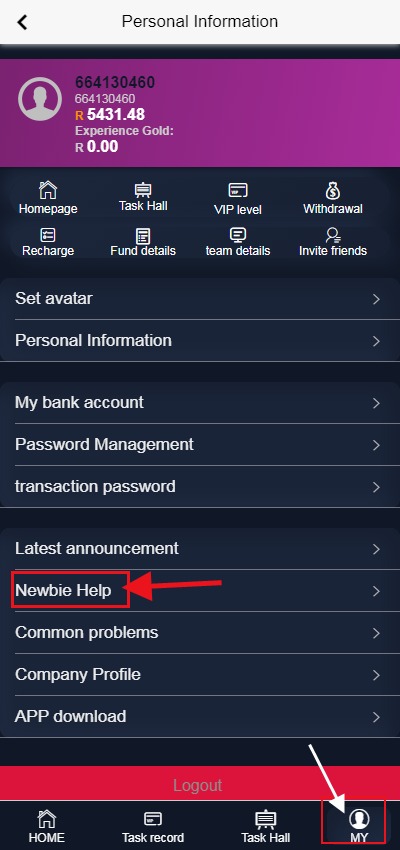 Personal Information
664130460
664130460
R 5431.48
Experience Gold:
R 0.00
Homepage
Task Hall
VIP level
Withdrawal
Recharge
Fund details
team details
Invite friends
Set avatar
Personal Information
My bank account
Password Management
transaction password
Latest announcement
Newbie Help
Common problems
Company Profile
APP download
Logout
HOME
Task record
Task Hall
MY